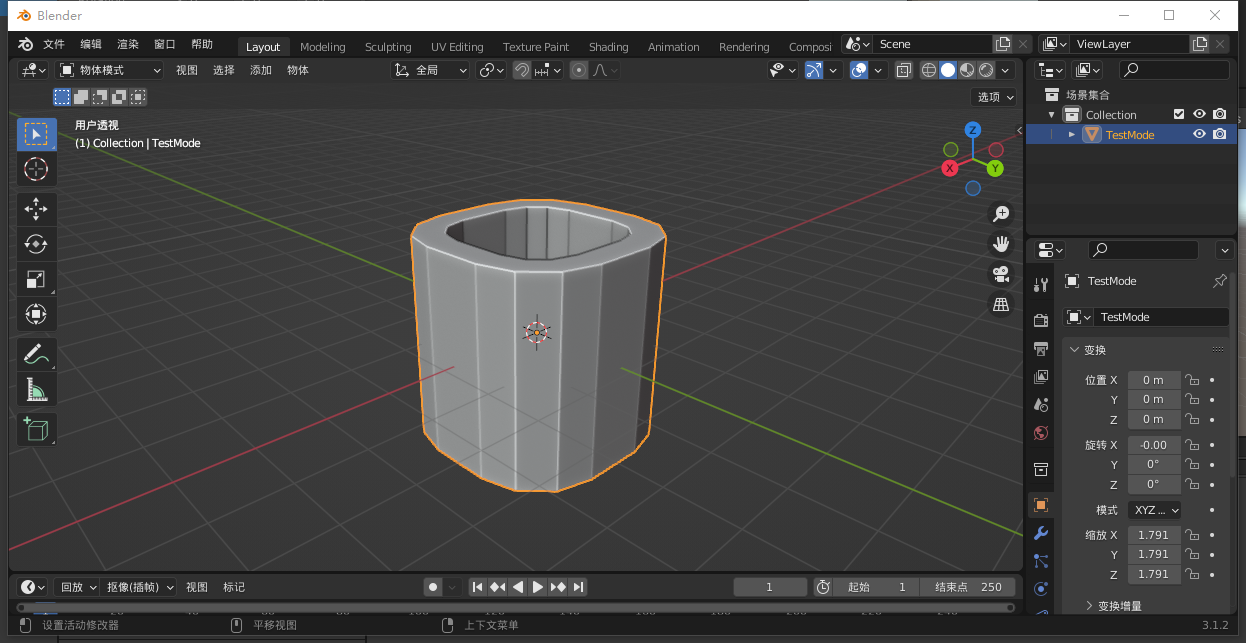 Blender
文件 编辑 渲染 窗口 帮助 Layout Modeling Sculpting UV Editing Texture Paint Shading Animation Rendering Composi Scene ViewLayer
物体模式 视图 选择 添加 物体 全局
选项
用户透视
(1) Collection | TestMode
Z
X
Y
场景集合
Collection
TestMode
TestMode
TestMode
变换
位置 X 0 m
Y 0 m
Z 0 m
旋转 X -0.00
Y 0°
Z 0°
模式 XYZ ...
缩放 X 1.791
Y 1.791
Z 1.791
变换增量
回放 抠像(插帧) 视图 标记 1 起始 1 结束点 250
设置活动修改器 平移视图 上下文菜单 3.1.2